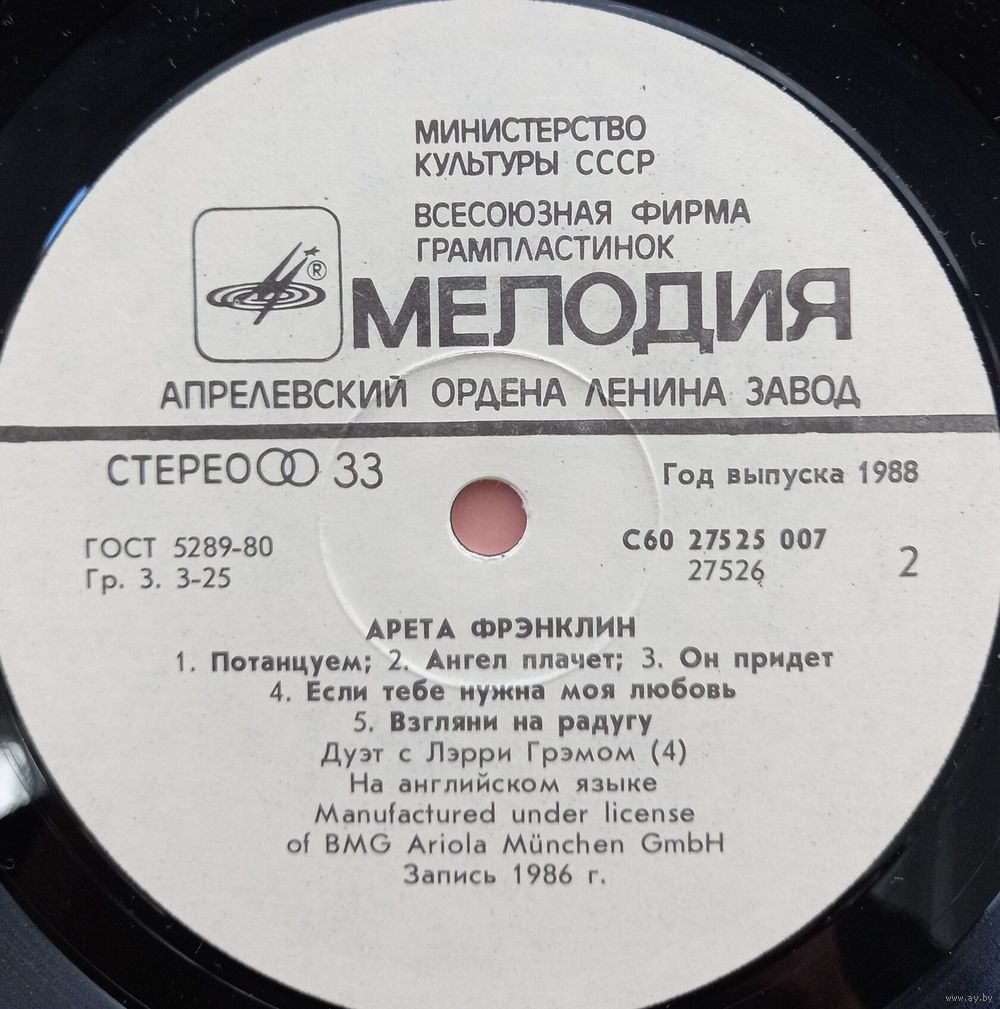 МИНИСТЕРСТВО
КУЛЬТУРЫ СССР
ВСЕСОЮЗНАЯ ФИРМА
ГРАМПЛАСТИНОК
®
МЕЛОДИЯ
АПРЕЛЕВСКИЙ ОРДЕНА ЛЕНИНА ЗАВОД
СТЕРЕО 33
Год выпуска 1988
ГОСТ 5289-80
Гр. 3. 3-25
С60 27525 007
27526
2
АРЕТА ФРЭНКЛИН
1. Потанцуем; 2. Ангел плачет; 3. Он придет
4. Если тебе нужна моя любовь
5. Взгляни на радугу
Дуэт с Лэрри Грэмом (4)
На английском языке
Manufactured under license
of BMG Ariola München GmbH
Запись 1986 г.
www.ay.by